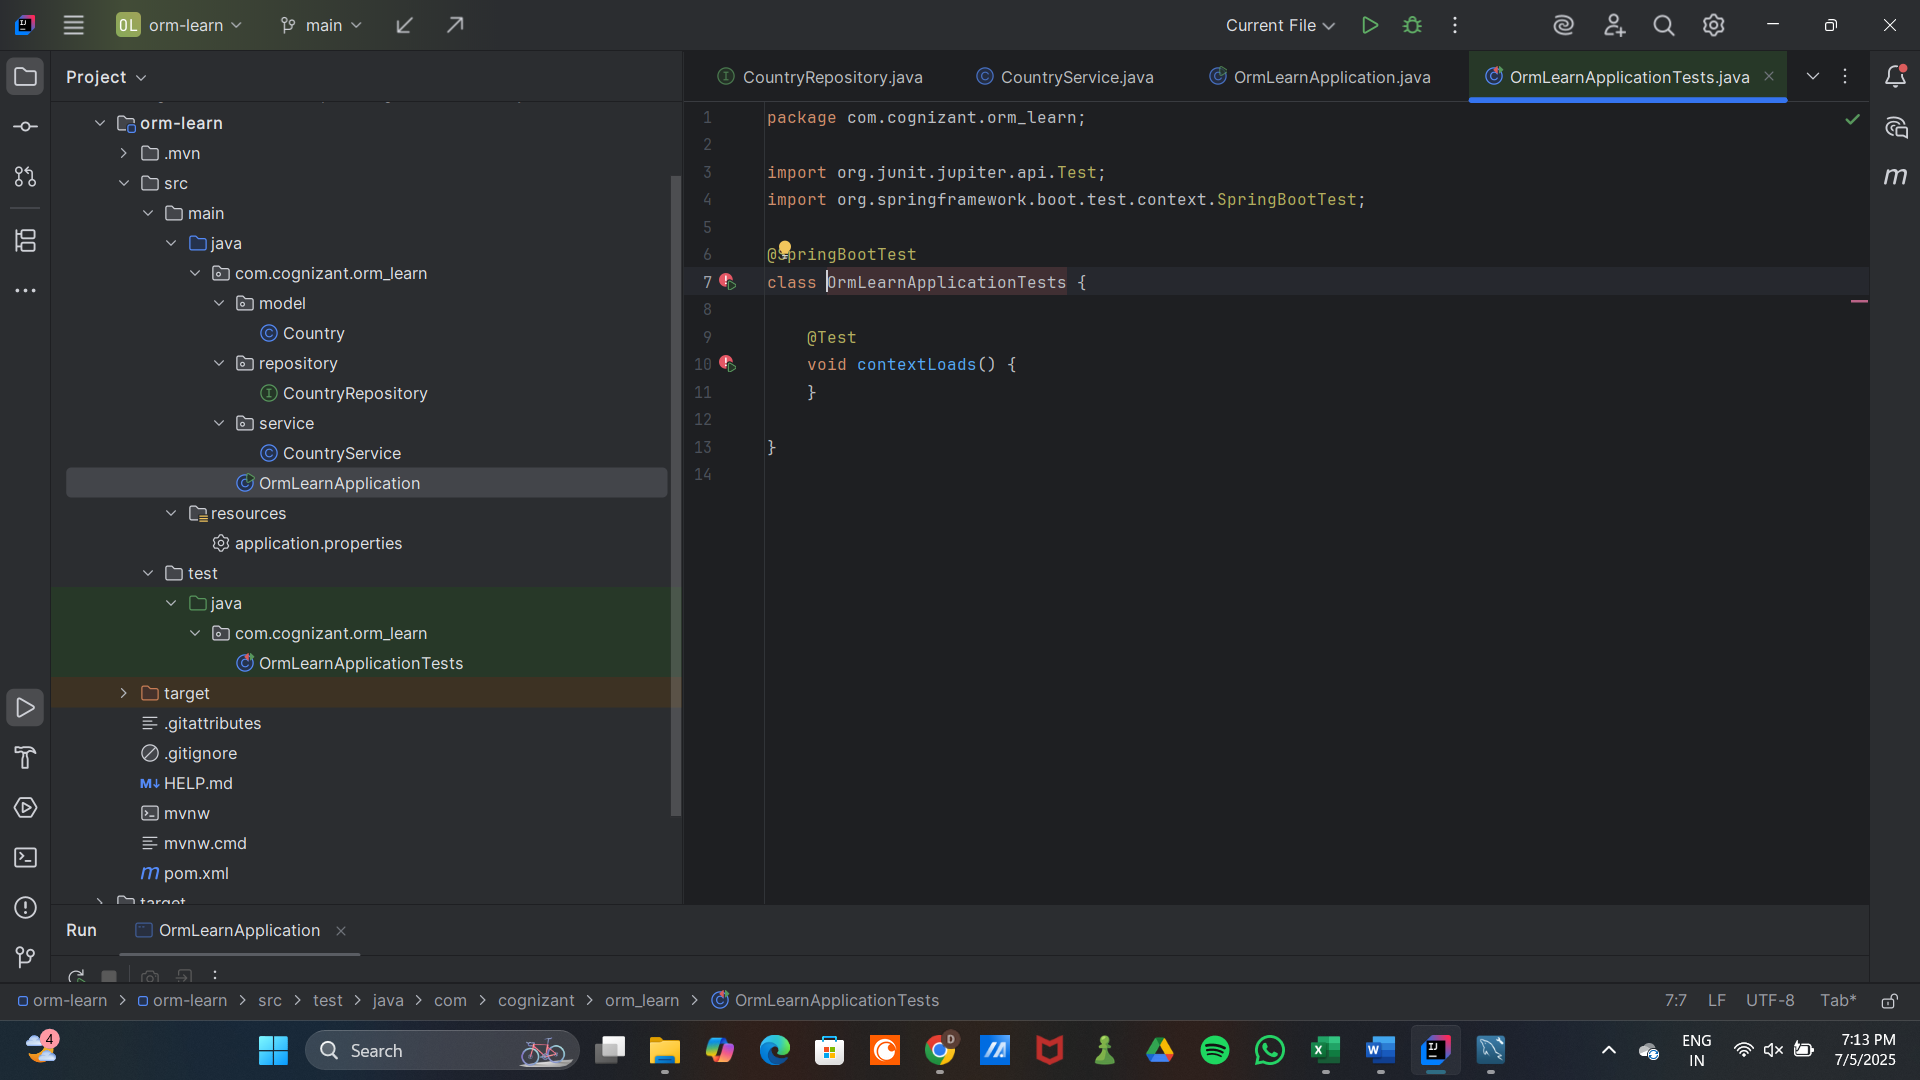 OL orm-learn main Current File
Project
orm-learn
.mvn
src
main
java
com.cognizant.orm_learn
model
Country
repository
CountryRepository
service
CountryService
OrmLearnApplication
resources
application.properties
test
java
com.cognizant.orm_learn
OrmLearnApplicationTests
target
.gitattributes
.gitignore
M↓ HELP.md
mvnw
mvnw.cmd
m pom.xml
target
CountryRepository.java CountryService.java OrmLearnApplication.java OrmLearnApplicationTests.java
1 package com.cognizant.orm_learn;
2
3 import org.junit.jupiter.api.Test;
4 import org.springframework.boot.test.context.SpringBootTest;
5
6 @SpringBootTest
7 class OrmLearnApplicationTests {
8
9 @Test
10 void contextLoads() {
11 }
12
13 }
14
m
Run OrmLearnApplication
orm-learn > orm-learn > src > test > java > com > cognizant > orm_learn > OrmLearnApplicationTests 7:7 LF UTF-8 Tab*
4 Search ENG 7:13 PM
IN 7/5/2025